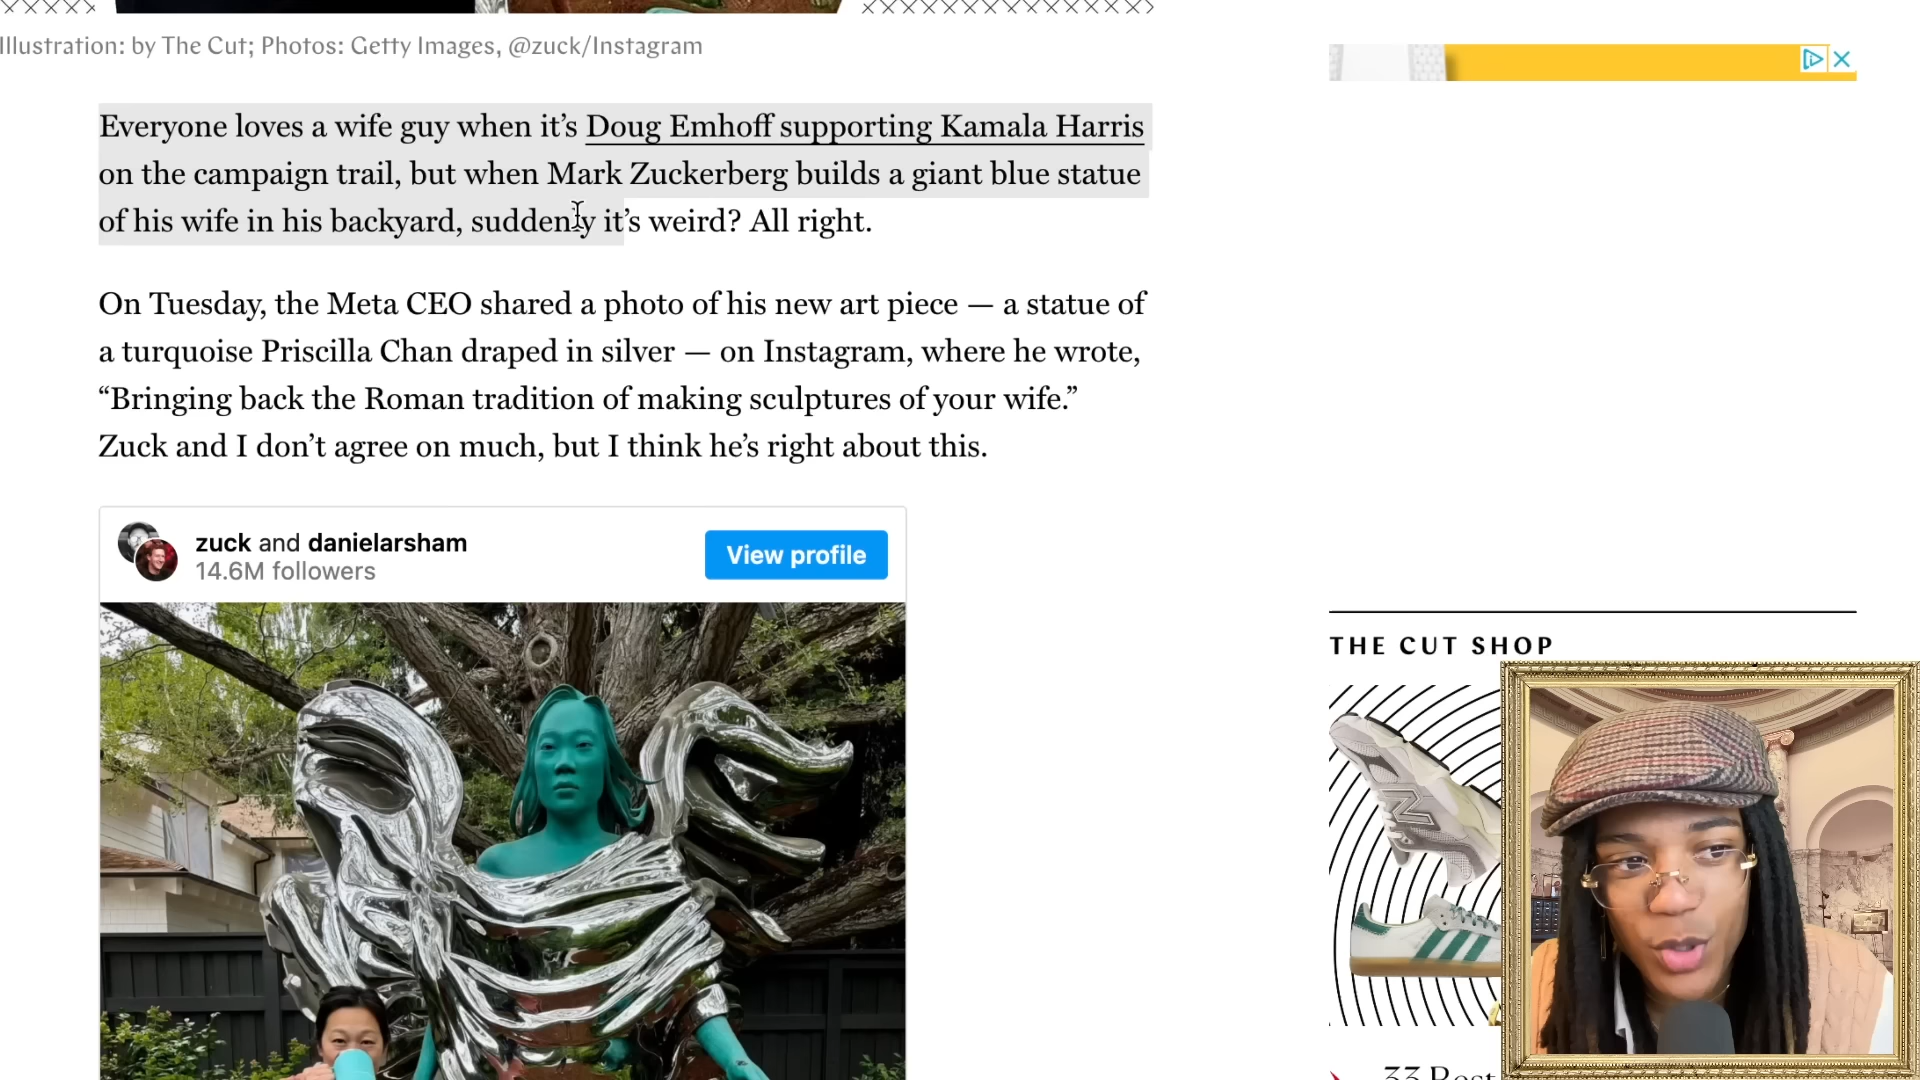 Illustration: by The Cut; Photos: Getty Images, @zuck/Instagram
Everyone loves a wife guy when it’s Doug Emhoff supporting Kamala Harris
on the campaign trail, but when Mark Zuckerberg builds a giant blue statue
of his wife in his backyard, suddenly it’s weird? All right.
On Tuesday, the Meta CEO shared a photo of his new art piece — a statue of
a turquoise Priscilla Chan draped in silver — on Instagram, where he wrote,
“Bringing back the Roman tradition of making sculptures of your wife.”
Zuck and I don’t agree on much, but I think he’s right about this.
zuck and danielarsham
14.6M followers
View profile
THE CUT SHOP
N
33 Best